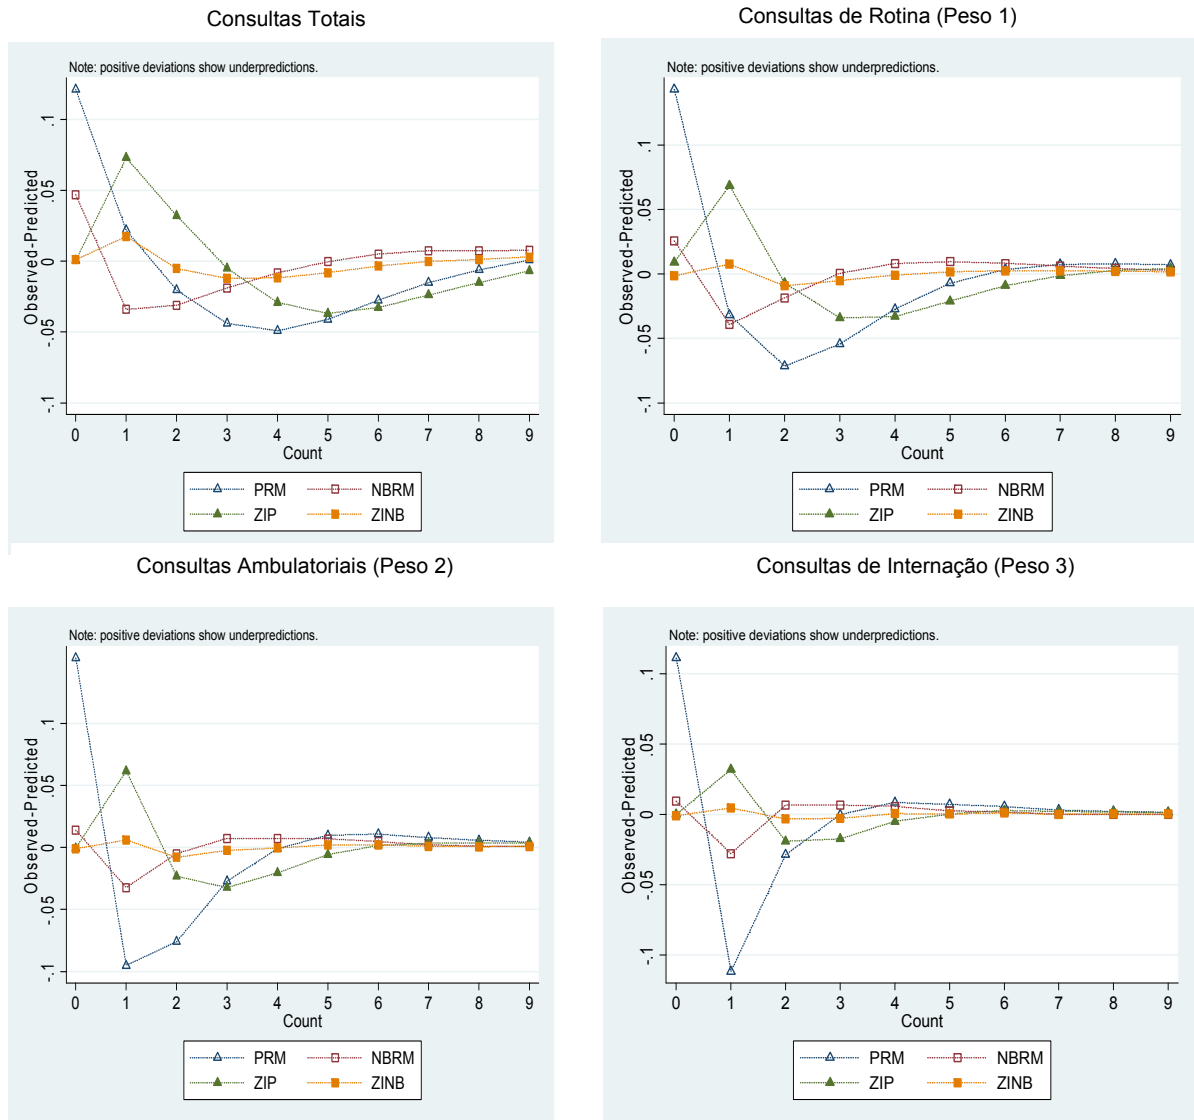 Consultas Totais
Note: positive deviations show underpredictions.
Observed-Predicted
.1
.05
0
-.05
-.1
0 1 2 3 4 5 6 7 8 9
Count
PRM NBRM
ZIP ZINB
Consultas de Rotina (Peso 1)
Note: positive deviations show underpredictions.
Observed-Predicted
.1
.05
0
-.05
-.1
0 1 2 3 4 5 6 7 8 9
Count
PRM NBRM
ZIP ZINB
Consultas Ambulatoriais (Peso 2)
Note: positive deviations show underpredictions.
Observed-Predicted
.1
.05
0
-.05
-.1
0 1 2 3 4 5 6 7 8 9
Count
PRM NBRM
ZIP ZINB
Consultas de Internação (Peso 3)
Note: positive deviations show underpredictions.
Observed-Predicted
.1
.05
0
-.05
-.1
0 1 2 3 4 5 6 7 8 9
Count
PRM NBRM
ZIP ZINB